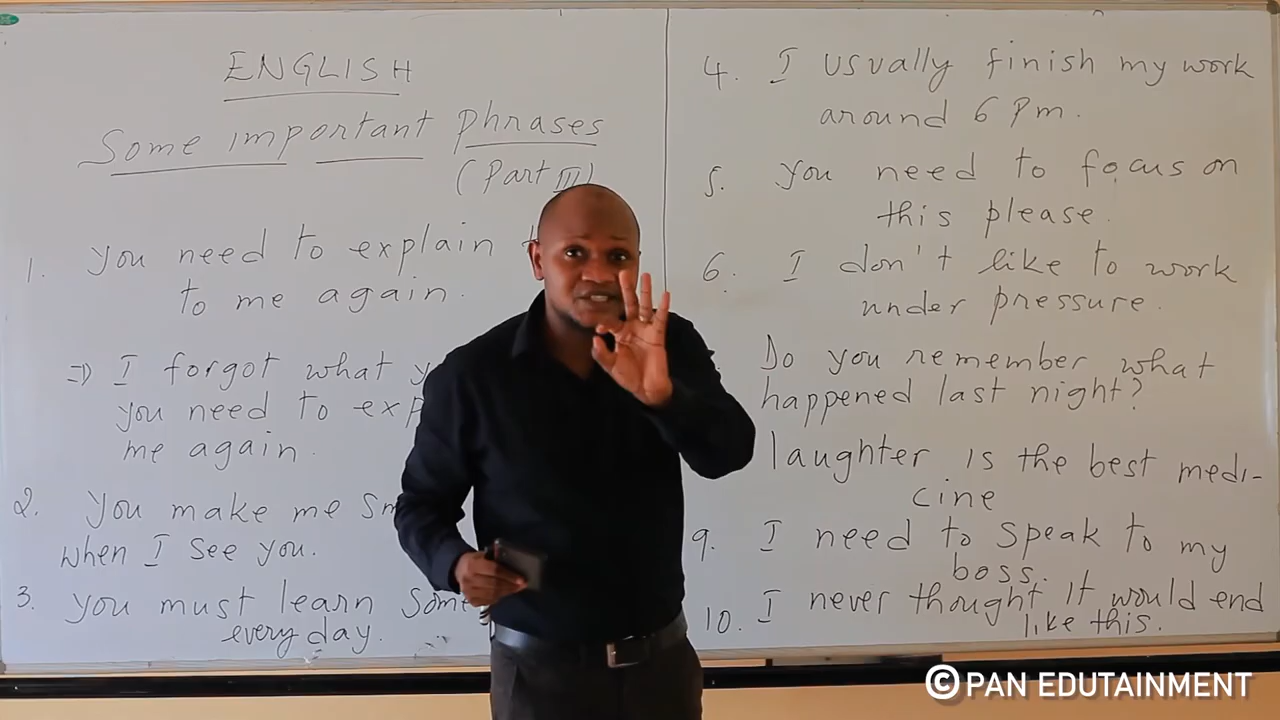 ENGLISH
Some important phrases
(Part III)
1. you need to explain
to me again.
⇒ I forgot what
you need to
me again.
2. you make me
when I see you.
3. you must learn
every day.
4. I usually finish my work
around 6 pm.
5. you need to focus on
this please.
6. I don't like to work
under pressure.
Do you remember what
happened last night?
laughter is the best medi-
cine
9. I need to speak to my
boss.
10. I never thought it would end
like this.
© PAN EDUTAINMENT